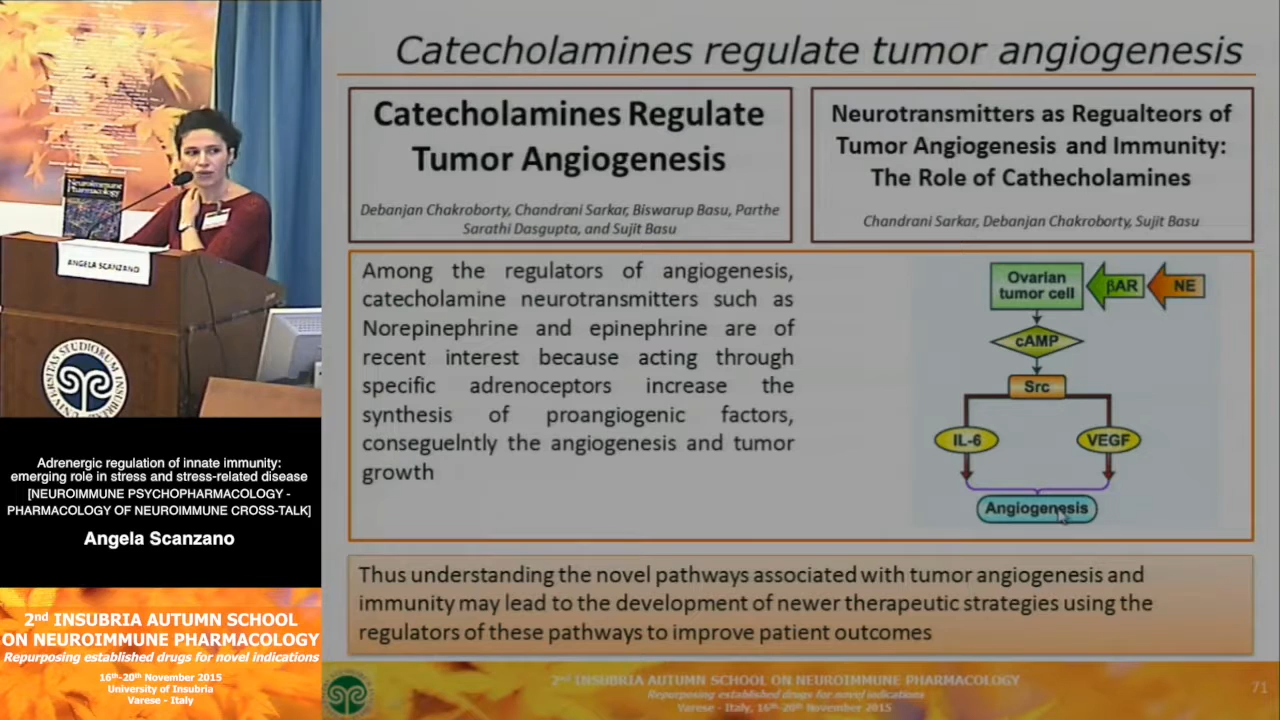 Catecholamines regulate tumor angiogenesis
Catecholamines Regulate
Tumor Angiogenesis
Debanjan Chakroborty, Chandrani Sarkar, Biswarup Basu, Parthe
Sarathi Dasgupta, and Sujit Basu
Neurotransmitters as Regualteors of
Tumor Angiogenesis and Immunity:
The Role of Cathecholamines
Chandrani Sarkar, Debanjan Chakroborty, Sujit Basu
Among the regulators of angiogenesis,
catecholamine neurotransmitters such as
Norepinephrine and epinephrine are of
recent interest because acting through
specific adrenoceptors increase the
synthesis of proangiogenic factors,
conseguelntly the angiogenesis and tumor
growth
Ovarian
tumor cell
βAR
NE
cAMP
Src
IL-6
VEGF
Angiogenesis
Thus understanding the novel pathways associated with tumor angiogenesis and
immunity may lead to the development of newer therapeutic strategies using the
regulators of these pathways to improve patient outcomes
2nd INSUBRIA AUTUMN SCHOOL ON NEUROIMMUNE PHARMACOLOGY
Repurposing established drugs for novel indications
Varese - Italy, 16th-20th November 2015
71
Neuroimmune
Pharmacology
ANGELA SCANZANO
Adrenergic regulation of innate immunity:
emerging role in stress and stress-related disease
[NEUROIMMUNE PSYCHOPHARMACOLOGY -
PHARMACOLOGY OF NEUROIMMUNE CROSS-TALK]
Angela Scanzano
2nd INSUBRIA AUTUMN SCHOOL
ON NEUROIMMUNE PHARMACOLOGY
Repurposing established drugs for novel indications
16th-20th November 2015
University of Insubria
Varese - Italy